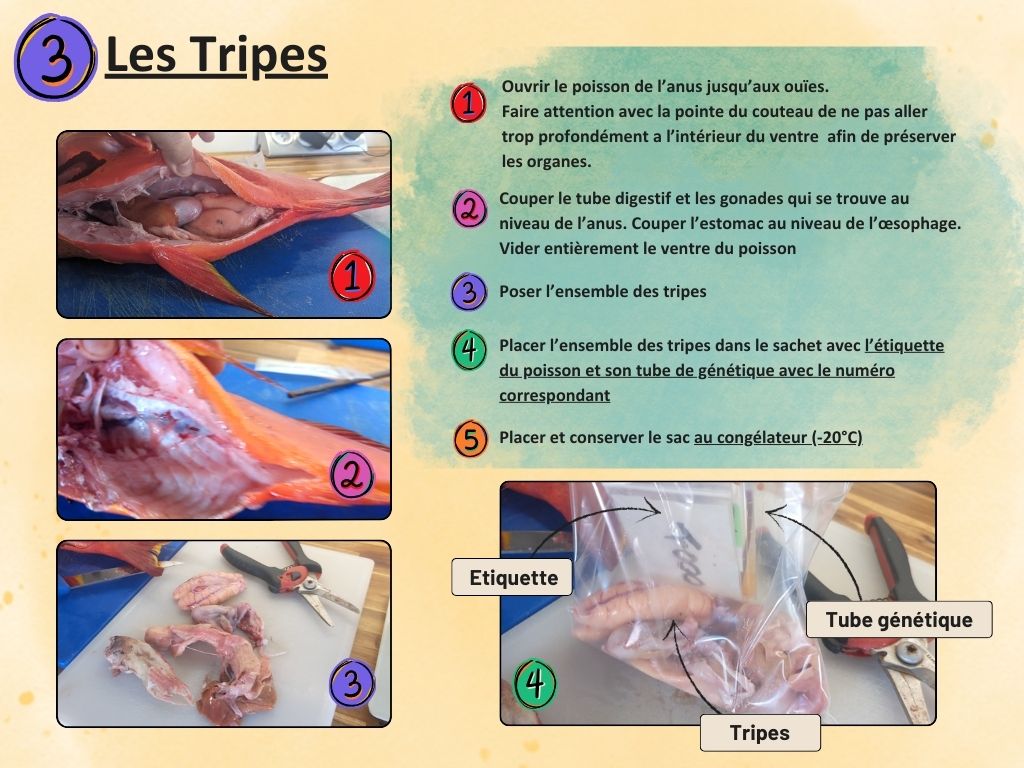 3 Les Tripes
1 Ouvrir le poisson de l’anus jusqu’aux ouïes.
Faire attention avec la pointe du couteau de ne pas aller
trop profondément a l’intérieur du ventre afin de préserver
les organes.
2 Couper le tube digestif et les gonades qui se trouve au
niveau de l’anus. Couper l’estomac au niveau de l’œsophage.
Vider entièrement le ventre du poisson
3 Poser l’ensemble des tripes
4 Placer l’ensemble des tripes dans le sachet avec l’étiquette
du poisson et son tube de génétique avec le numéro
correspondant
5 Placer et conserver le sac au congélateur (-20°C)
1
2
3
4
Etiquette
Tube génétique
Tripes